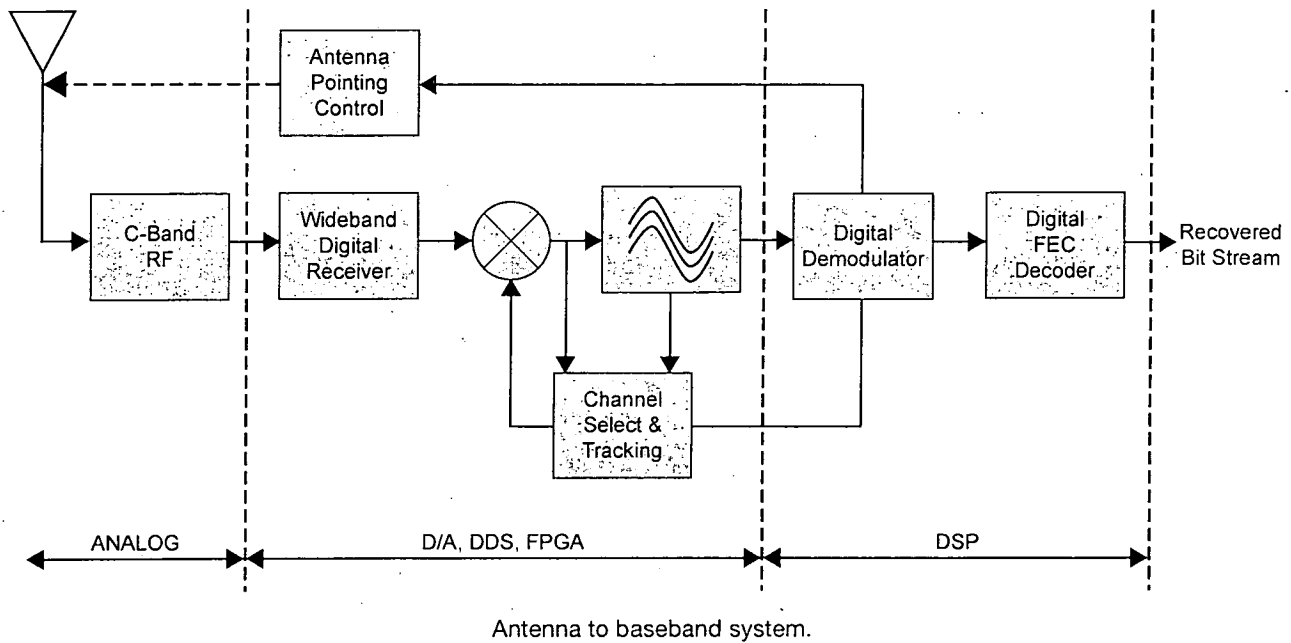 Antenna
Pointing
Control
C-Band
RF
Wideband
Digital
Receiver
Digital
Demodulator
Digital
FEC
Decoder
Recovered
Bit Stream
Channel
Select &
Tracking
ANALOG
D/A, DDS, FPGA
DSP
Antenna to baseband system.